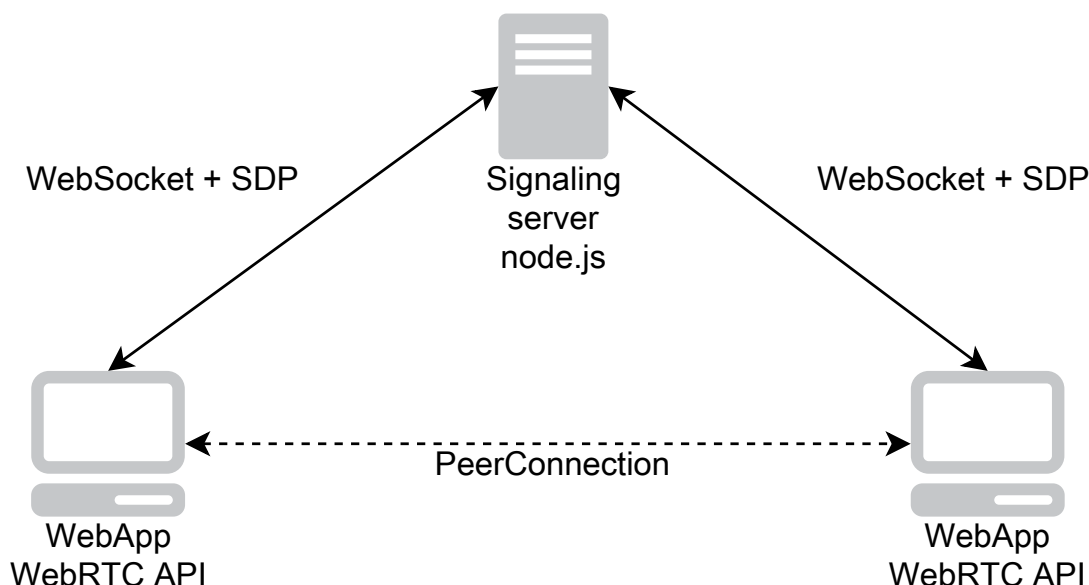 WebSocket + SDP
Signaling
server
node.js
WebSocket + SDP
PeerConnection
WebApp
WebRTC API
WebApp
WebRTC API